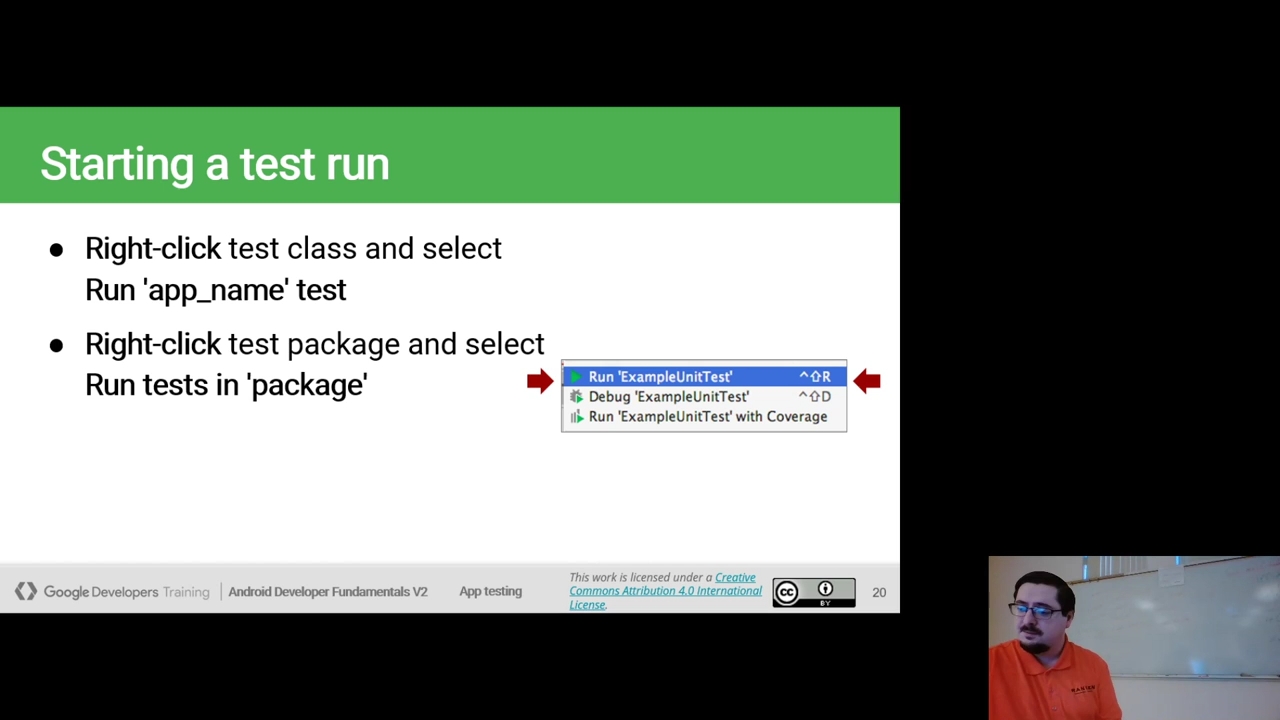 Starting a test run
● Right-click test class and select
Run 'app_name' test
● Right-click test package and select
Run tests in 'package'
Run 'ExampleUnitTest' ^⇧R
Debug 'ExampleUnitTest' ^⇧D
Run 'ExampleUnitTest' with Coverage
Google Developers Training
Android Developer Fundamentals V2
App testing
This work is licensed under a Creative
Commons Attribution 4.0 International
License.
cc
BY
20